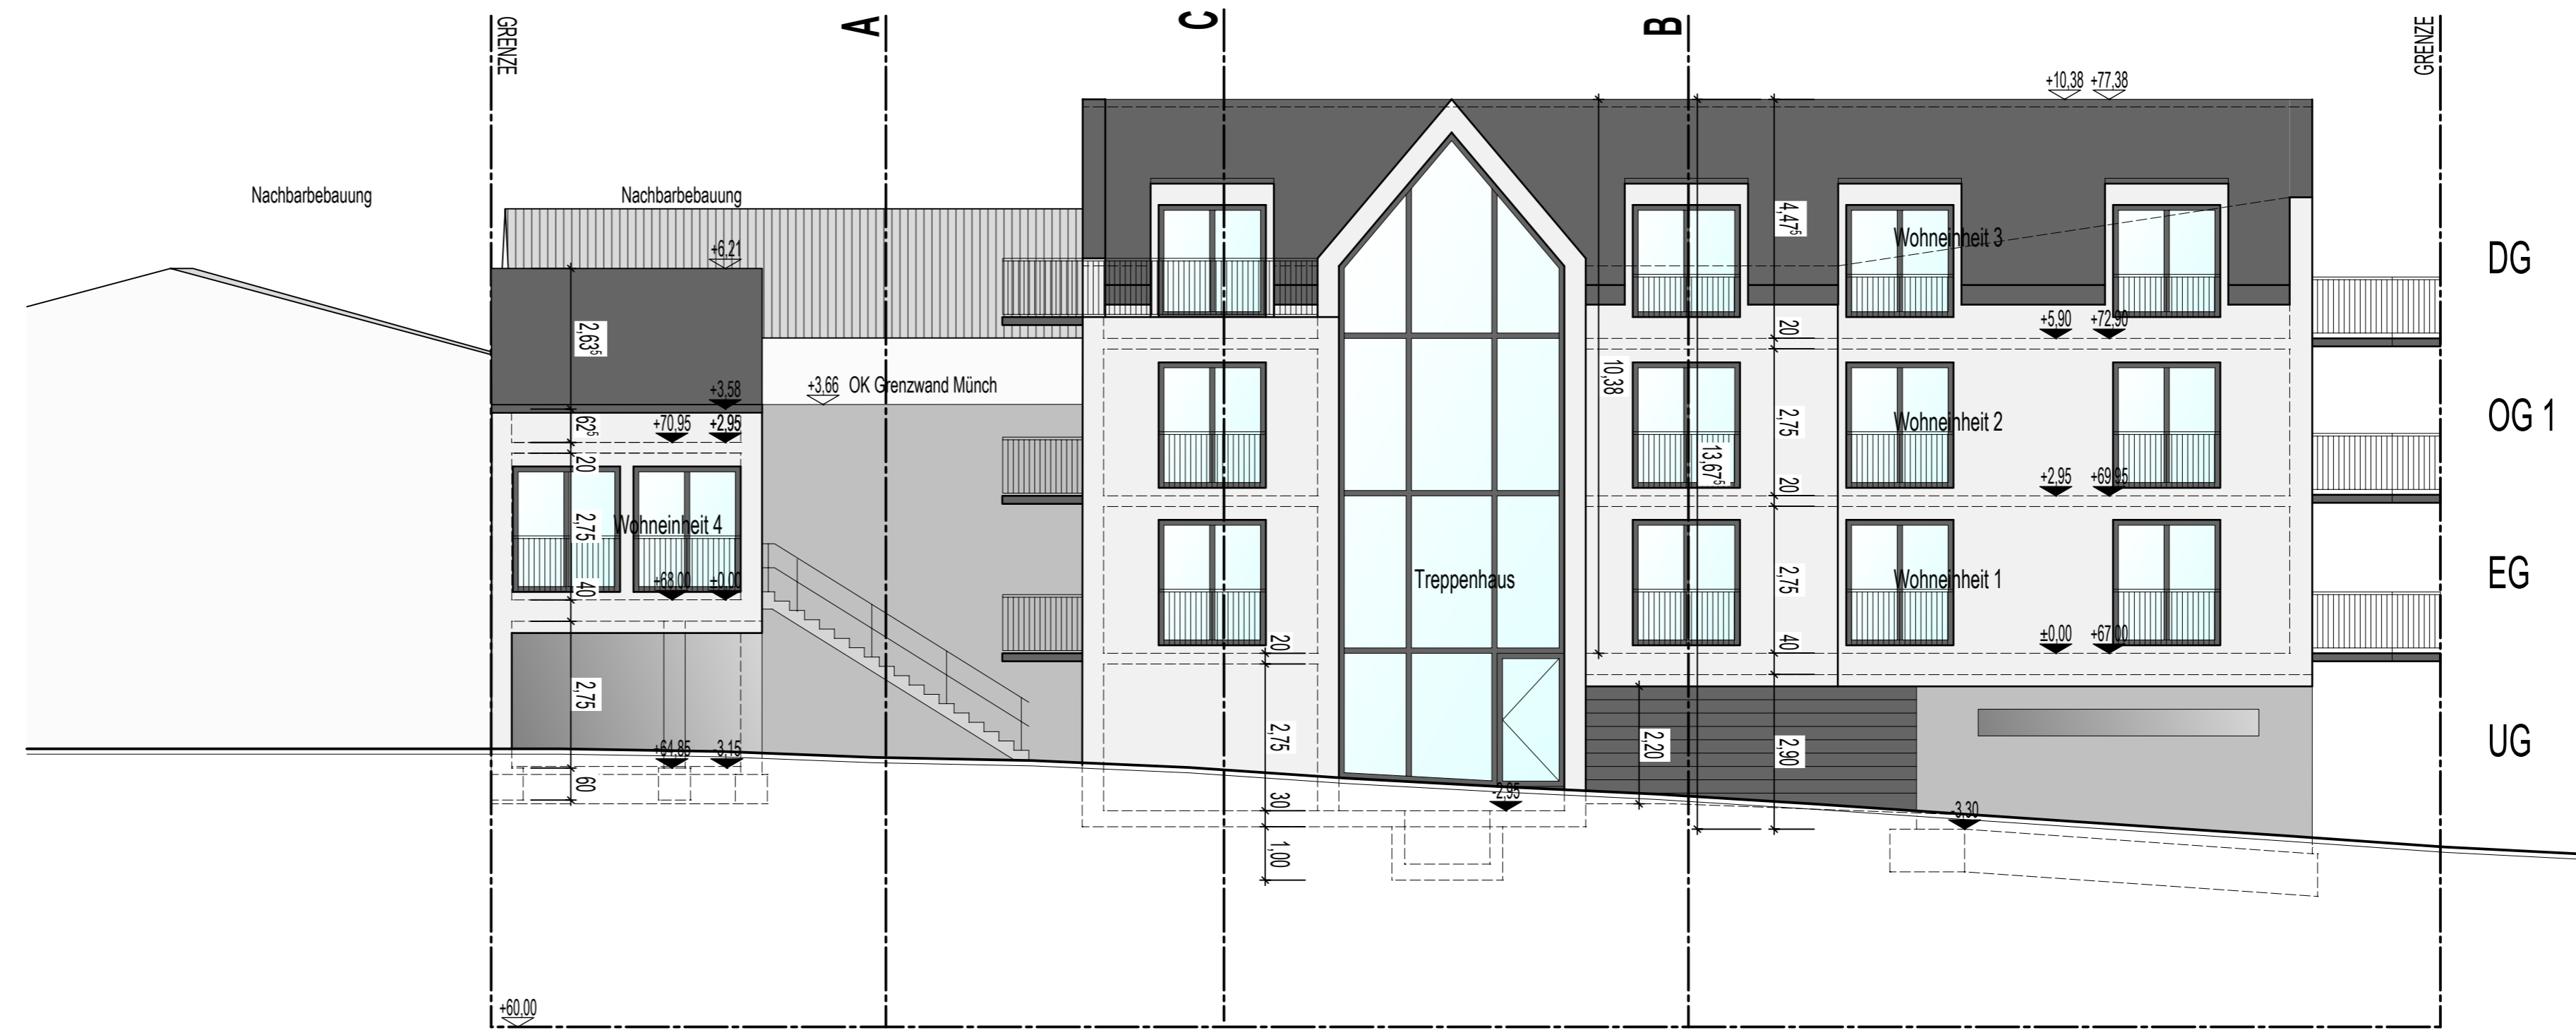 GRENZE
A
C
B
GRENZE
+10,38 +77,38
Nachbarbebauung
Nachbarbebauung
+6,21
4,47⁵
Wohneinheit 3
DG
2,63⁵
20
+5,90 +72,90
+3,58
+3,66 OK Grenzwand Münch
10,38
62⁵
+70,95 +2,95
2,75
Wohneinheit 2
OG 1
20
13,67⁵
20
+2,95 +69,95
2,75
Wohneinheit 4
40
+68,00 ±0,00
Treppenhaus
2,75
Wohneinheit 1
EG
20
40
±0,00 +67,00
2,75
2,75
2,20
2,90
UG
+64,85 -3,15
60
30
-2,95
-3,30
1,00
+60,00